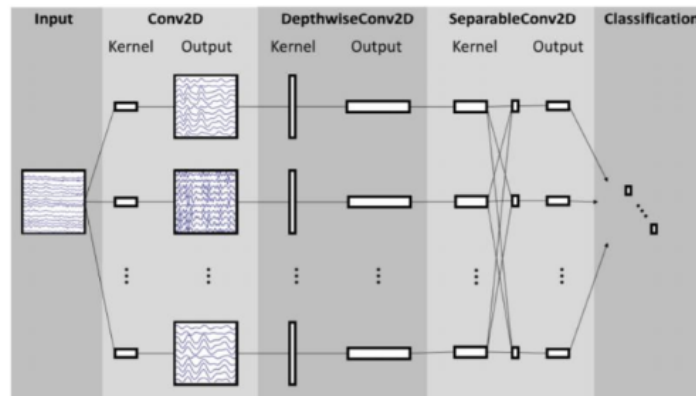 Input Conv2D DepthwiseConv2D SeparableConv2D Classification
Kernel Output Kernel Output Kernel Output